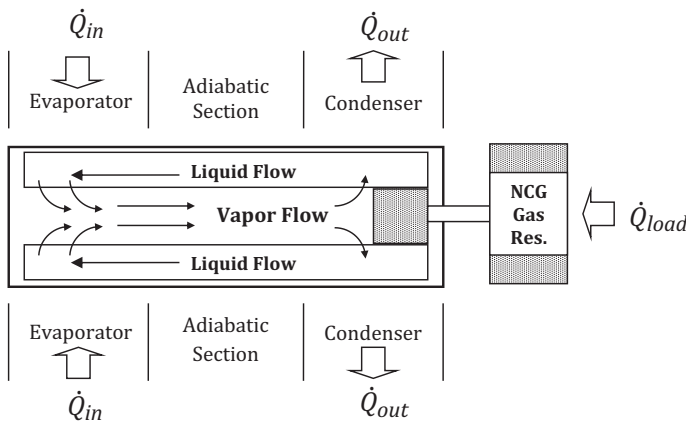 Q̇in
Q̇out
Evaporator
Adiabatic
Section
Condenser
Liquid Flow
Vapor Flow
Liquid Flow
NCG
Gas
Res.
Q̇load
Evaporator
Adiabatic
Section
Condenser
Q̇in
Q̇out